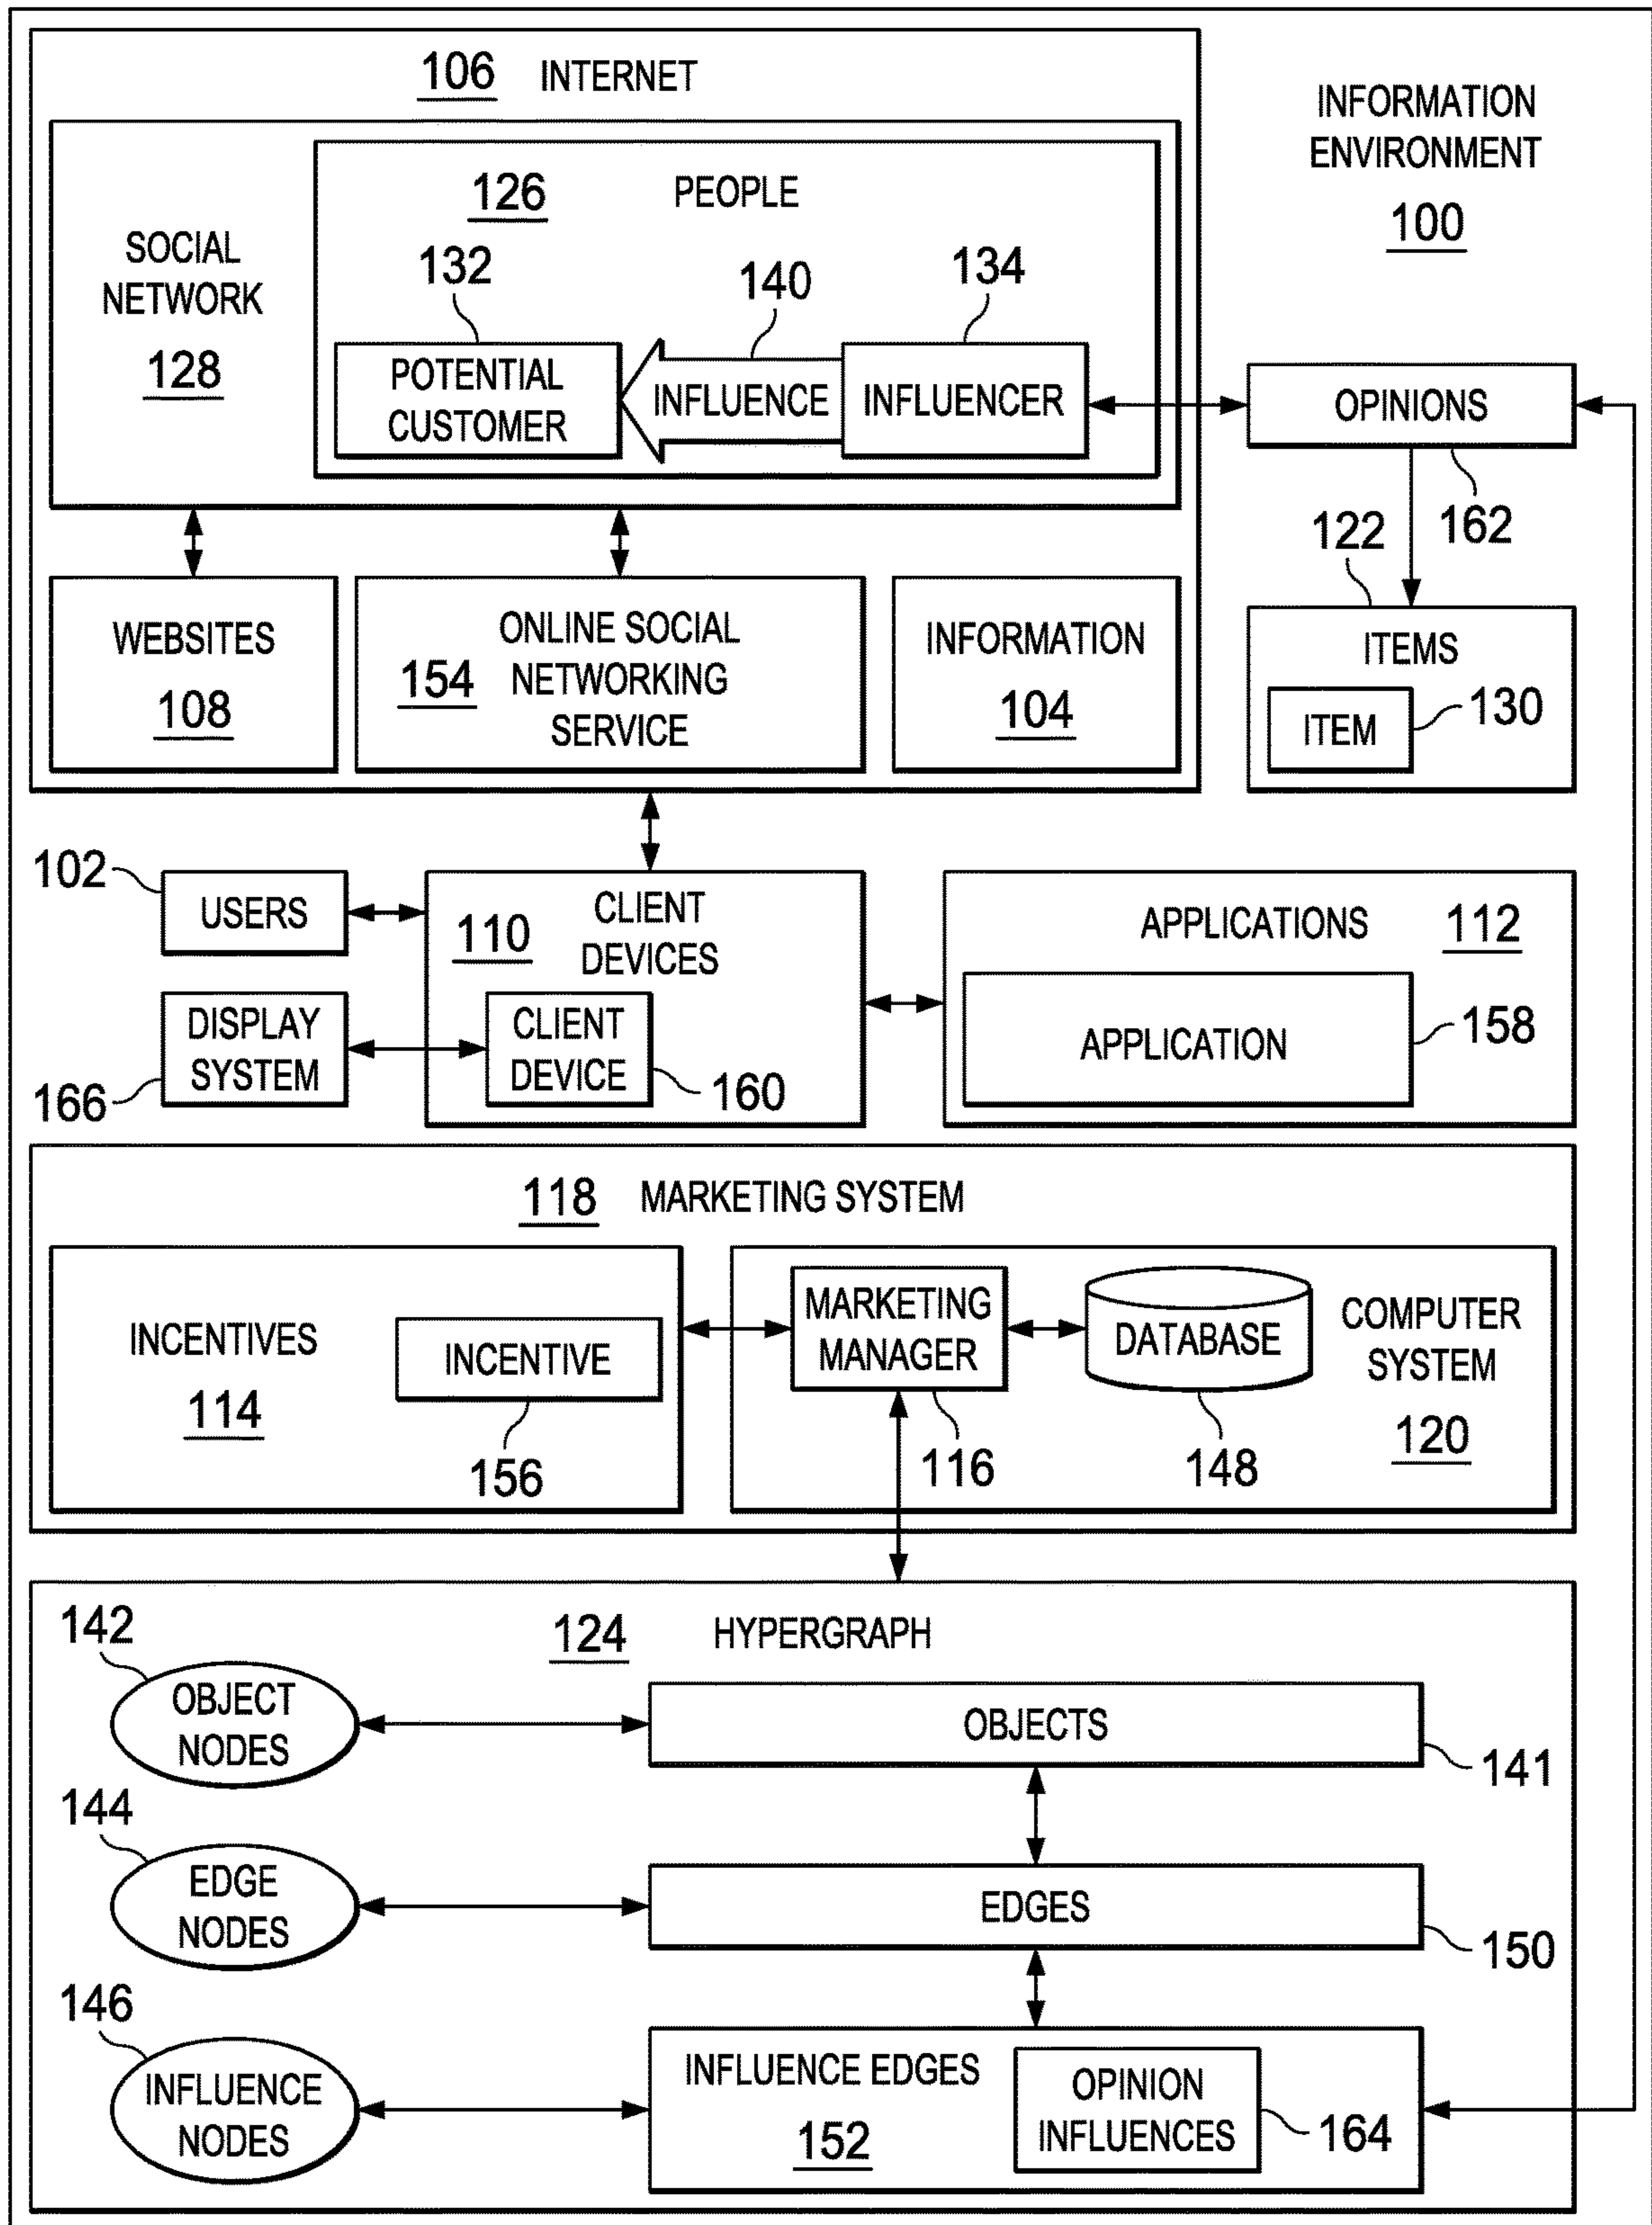 106 INTERNET
INFORMATION
ENVIRONMENT
100
126 PEOPLE
SOCIAL
NETWORK
128
132
140
134
POTENTIAL
CUSTOMER
INFLUENCE
INFLUENCER
OPINIONS
162
122
WEBSITES
108
ONLINE SOCIAL
154 NETWORKING
SERVICE
INFORMATION
104
ITEMS
ITEM
130
102
USERS
110
CLIENT
DEVICES
APPLICATIONS 112
DISPLAY
SYSTEM
166
CLIENT
DEVICE
160
APPLICATION
158
118 MARKETING SYSTEM
INCENTIVES
114
INCENTIVE
156
MARKETING
MANAGER
116
DATABASE
148
COMPUTER
SYSTEM
120
124 HYPERGRAPH
142
OBJECT
NODES
OBJECTS
141
144
EDGE
NODES
EDGES
150
146
INFLUENCE
NODES
INFLUENCE EDGES
152
OPINION
INFLUENCES
164